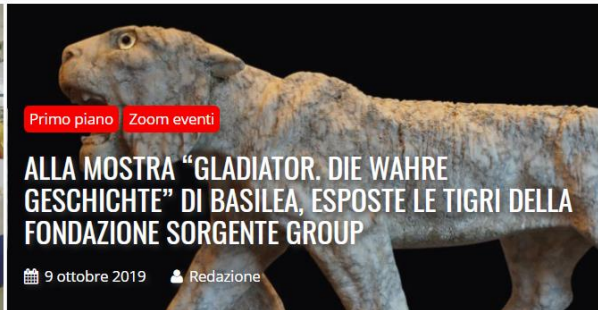 Primo piano Zoom eventi
ALLA MOSTRA “GLADIATOR. DIE WAHRE
GESCHICHTE” DI BASILEA, ESPOSTE LE TIGRI DELLA
FONDAZIONE SORGENTE GROUP
9 ottobre 2019 Redazione